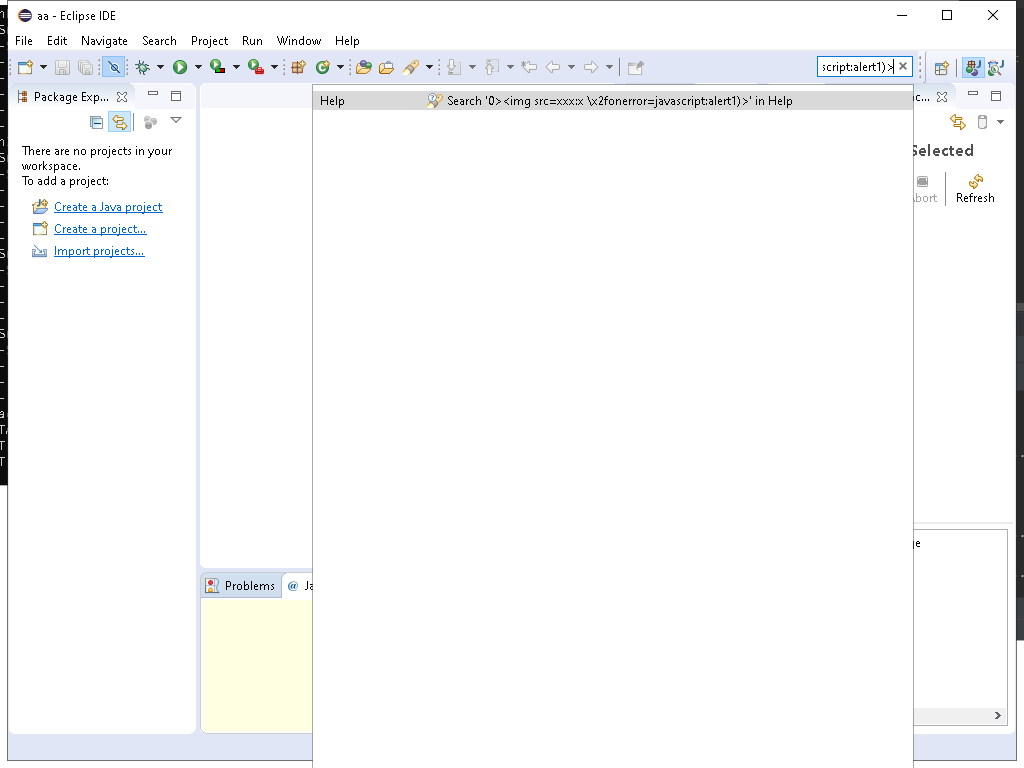 aa - Eclipse IDE
File Edit Navigate Search Project Run Window Help
script:alert1)>
Package Exp...
There are no projects in your
workspace.
To add a project:
Create a Java project
Create a project...
Import projects...
Help Search '0><img src=xxx:x \x2fonerror=javascript:alert1)>' in Help
c...
Selected
bort Refresh
Problems @ Ja
ge